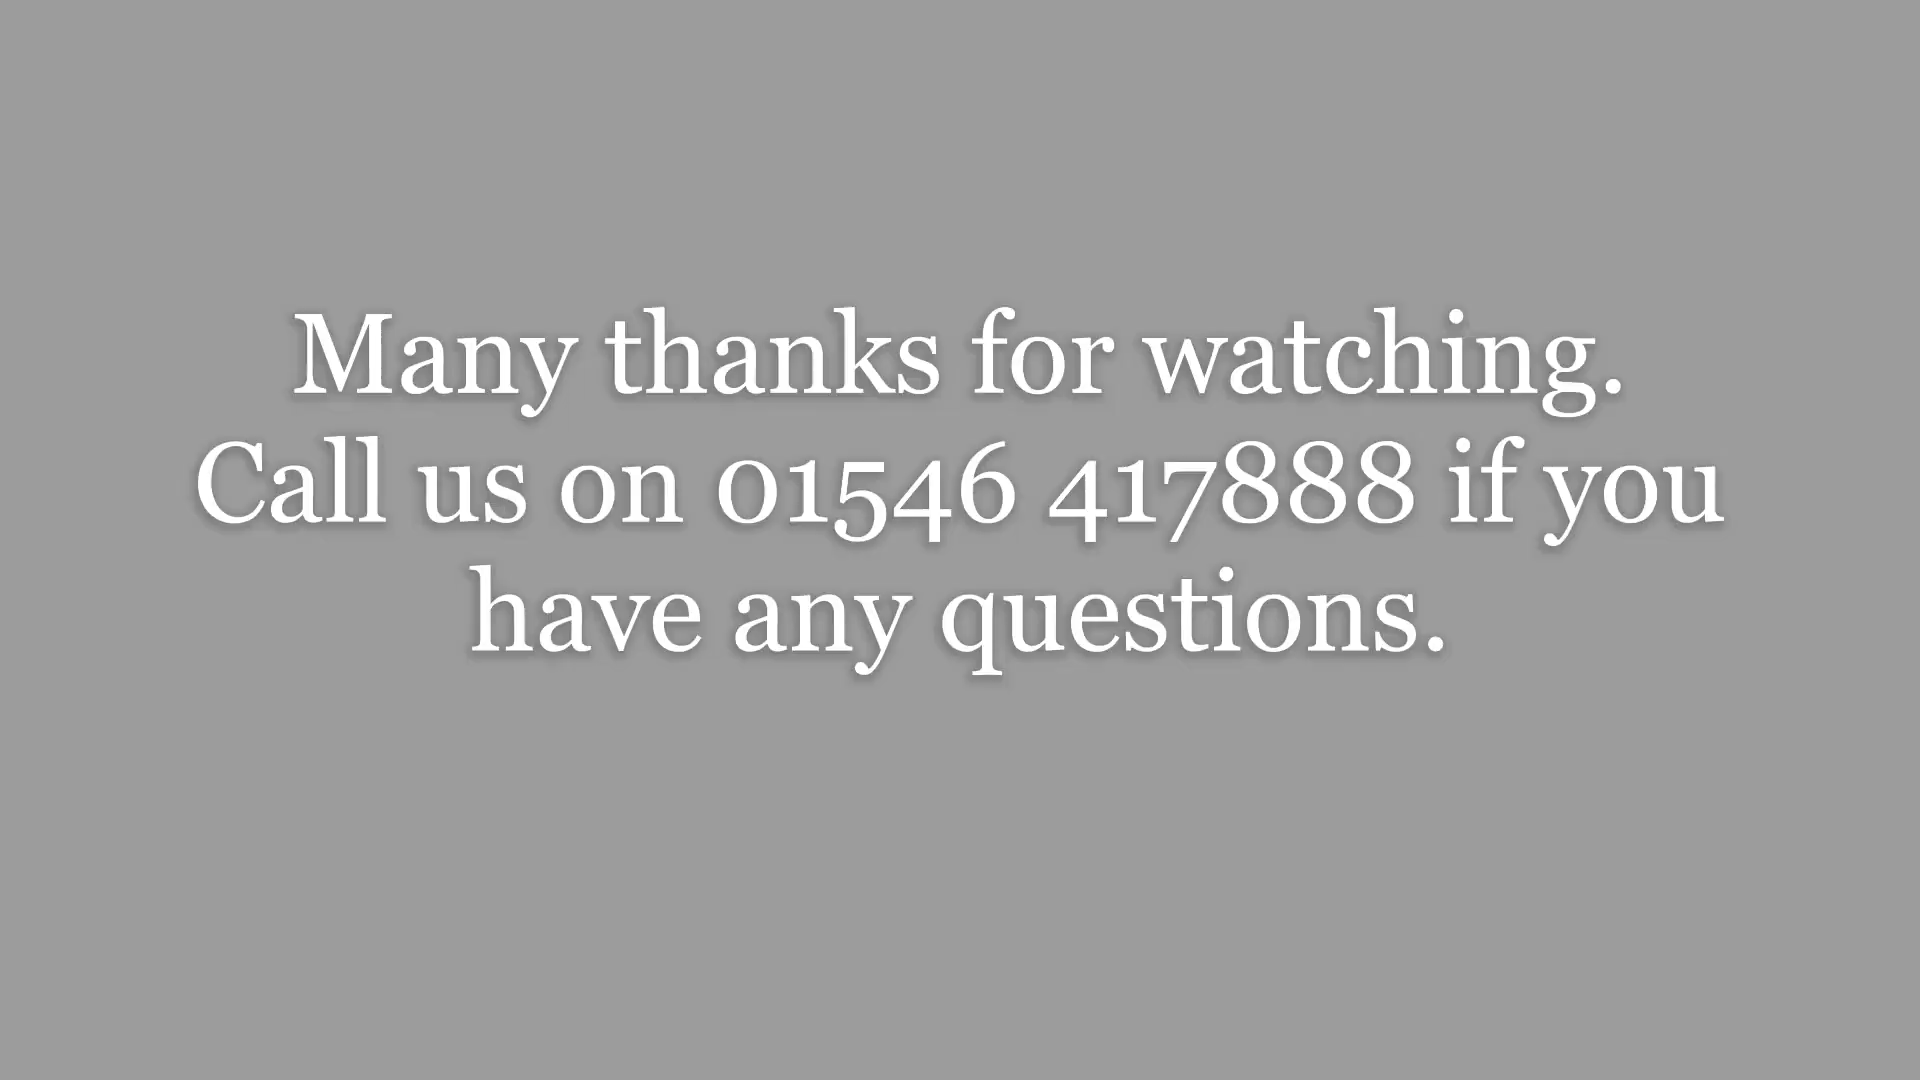 Many thanks for watching.
Call us on 01546 417888 if you
have any questions.